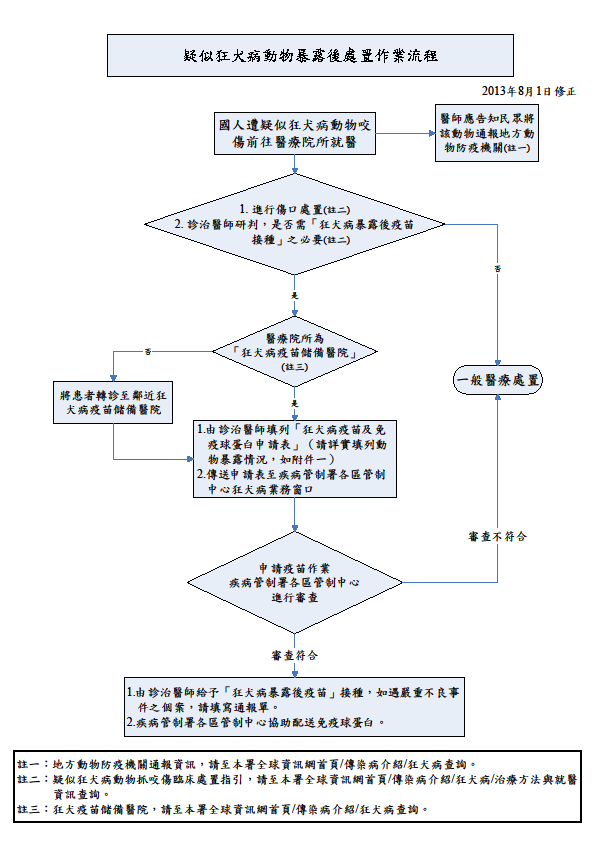 疑似狂犬病動物暴露後處置作業流程
2013年8月1日修正
國人遭疑似狂犬病動物咬
傷前往醫療院所就醫
醫師應告知民眾將
該動物通報地方動
物防疫機關(註一)
1. 進行傷口處置(註二)
2. 診治醫師研判，是否需「狂犬病暴露後疫苗
接種」之必要(註二)
否
是
醫療院所為
「狂犬病疫苗儲備醫院」
(註三)
否
一般醫療處置
將患者轉診至鄰近狂
犬病疫苗儲備醫院
是
1.由診治醫師填列「狂犬病疫苗及免
疫球蛋白申請表」（請詳實填列動
物暴露情況，如附件一）
2.傳送申請表至疾病管制署各區管制
中心狂犬病業務窗口
審查不符合
申請疫苗作業
疾病管制署各區管制中心
進行審查
審查符合
1.由診治醫師給予「狂犬病暴露後疫苗」接種，如遇嚴重不良事
件之個案，請填寫通報單。
2.疾病管制署各區管制中心協助配送免疫球蛋白。
註一：地方動物防疫機關通報資訊，請至本署全球資訊網首頁/傳染病介紹/狂犬病查詢。
註二：疑似狂犬病動物抓咬傷臨床處置指引，請至本署全球資訊網首頁/傳染病介紹/狂犬病/治療方法與就醫
資訊查詢。
註三：狂犬疫苗儲備醫院，請至本署全球資訊網首頁/傳染病介紹/狂犬病查詢。